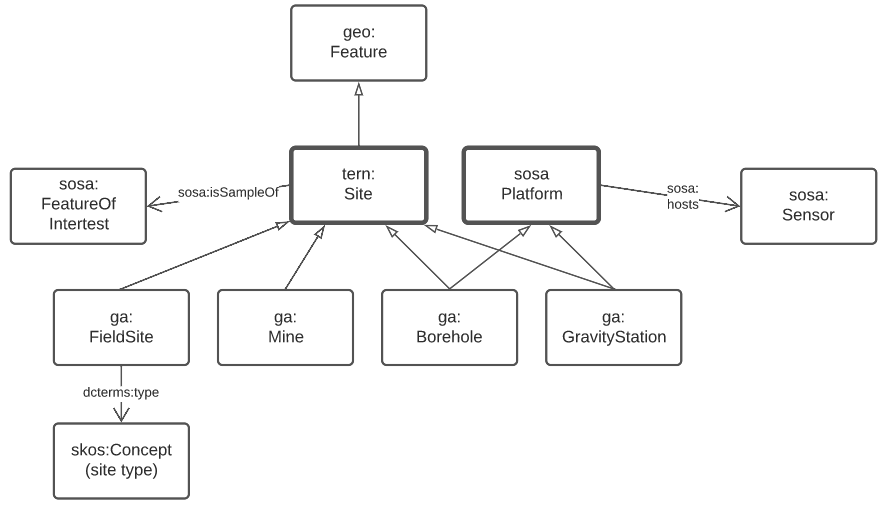 geo:
Feature
tern:
Site
sosa
Platform
sosa:
FeatureOf
Intertest
sosa:isSampleOf
sosa:
hosts
sosa:
Sensor
ga:
FieldSite
ga:
Mine
ga:
Borehole
ga:
GravityStation
dcterms:type
skos:Concept
(site type)